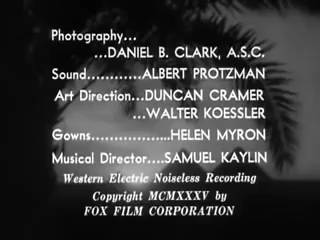 Photography...
...DANIEL B. CLARK, A.S.C.
Sound............ALBERT PROTZMAN
Art Direction...DUNCAN CRAMER
...WALTER KOESSLER
Gowns................HELEN MYRON
Musical Director....SAMUEL KAYLIN
Western Electric Noiseless Recording
Copyright MCMXXXV by
FOX FILM CORPORATION